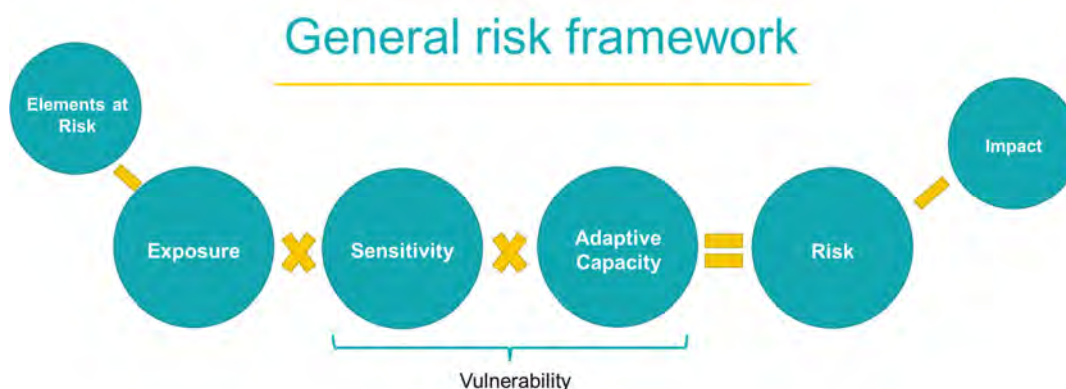 General risk framework
Elements at
Risk
Exposure
Sensitivity
Adaptive
Capacity
Risk
Impact
Vulnerability